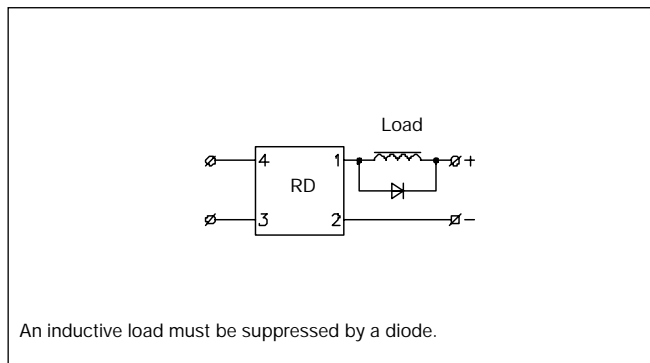 Load
4 1 +
RD
3 2 −
An inductive load must be suppressed by a diode.